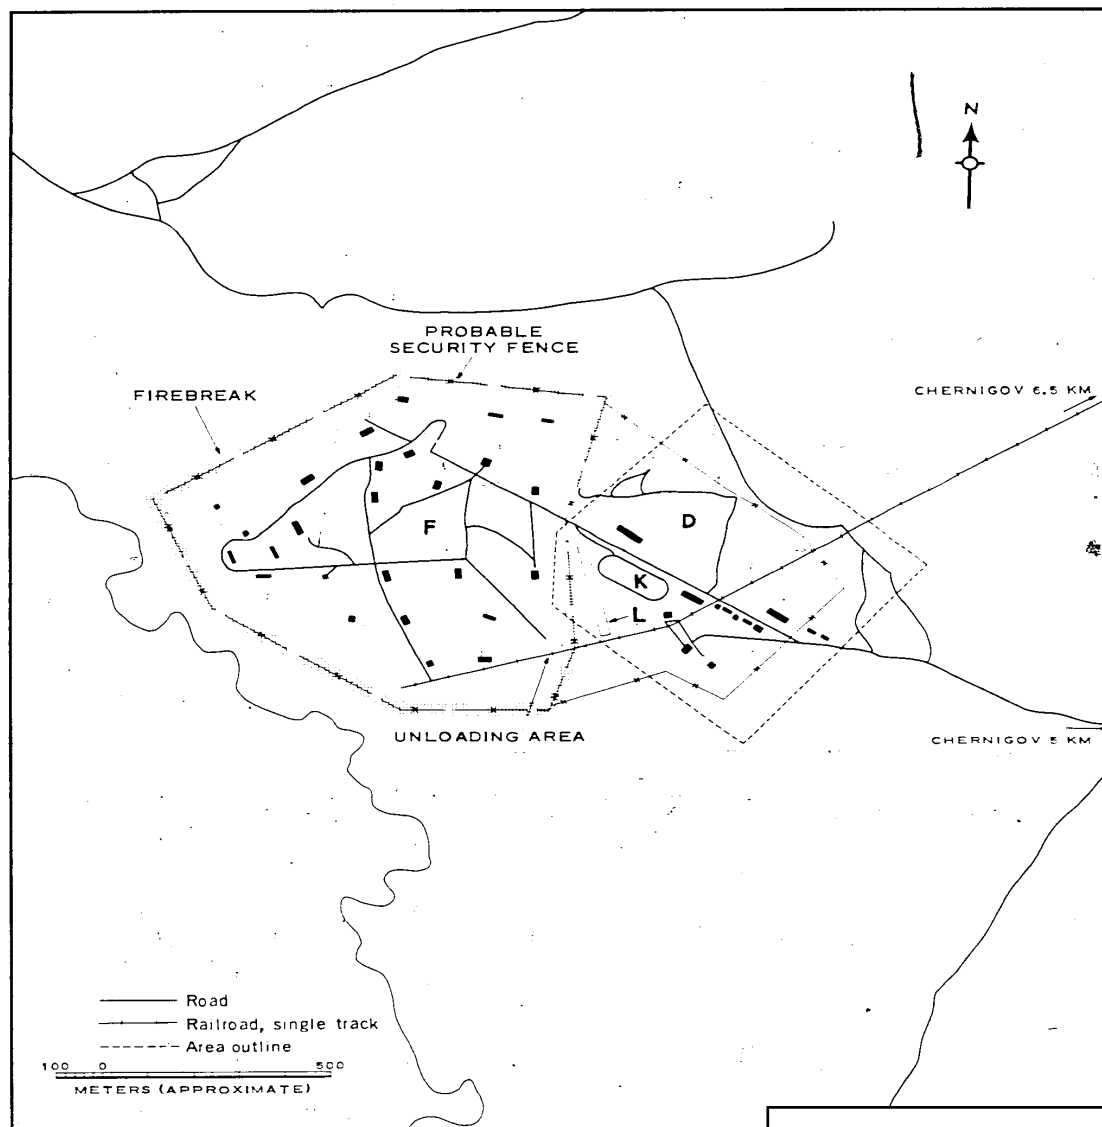 N
PROBABLE
SECURITY FENCE
FIREBREAK
CHERNIGOV 6.5 KM
D
F
K
L
UNLOADING AREA
CHERNIGOV 5 KM
Road
Railroad, single track
Area outline
100 0 500
METERS (APPROXIMATE)